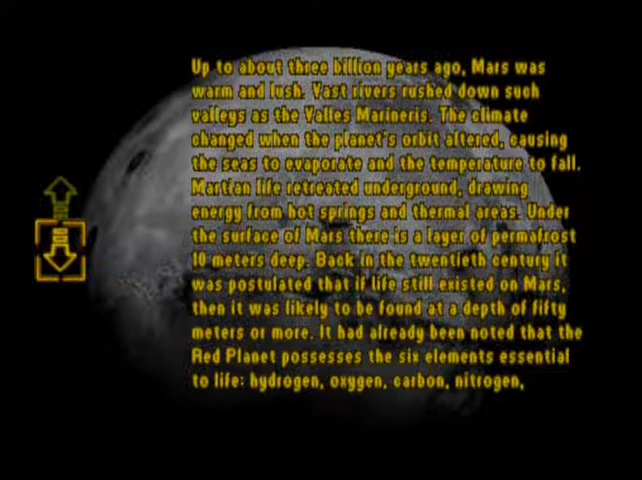 Up to about three billion years ago, Mars was
warm and lush. Vast rivers rushed down such
valleys as the Valles Marineris. The climate
changed when the planet's orbit altered, causing
the seas to evaporate and the temperature to fall.
Martian life retreated underground, drawing
energy from hot springs and thermal areas. Under
the surface of Mars there is a layer of permafrost
10 meters deep. Back in the twentieth century it
was postulated that if life still existed on Mars,
then it was likely to be found at a depth of fifty
meters or more. It had already been noted that the
Red Planet possesses the six elements essential
to life: hydrogen, oxygen, carbon, nitrogen,